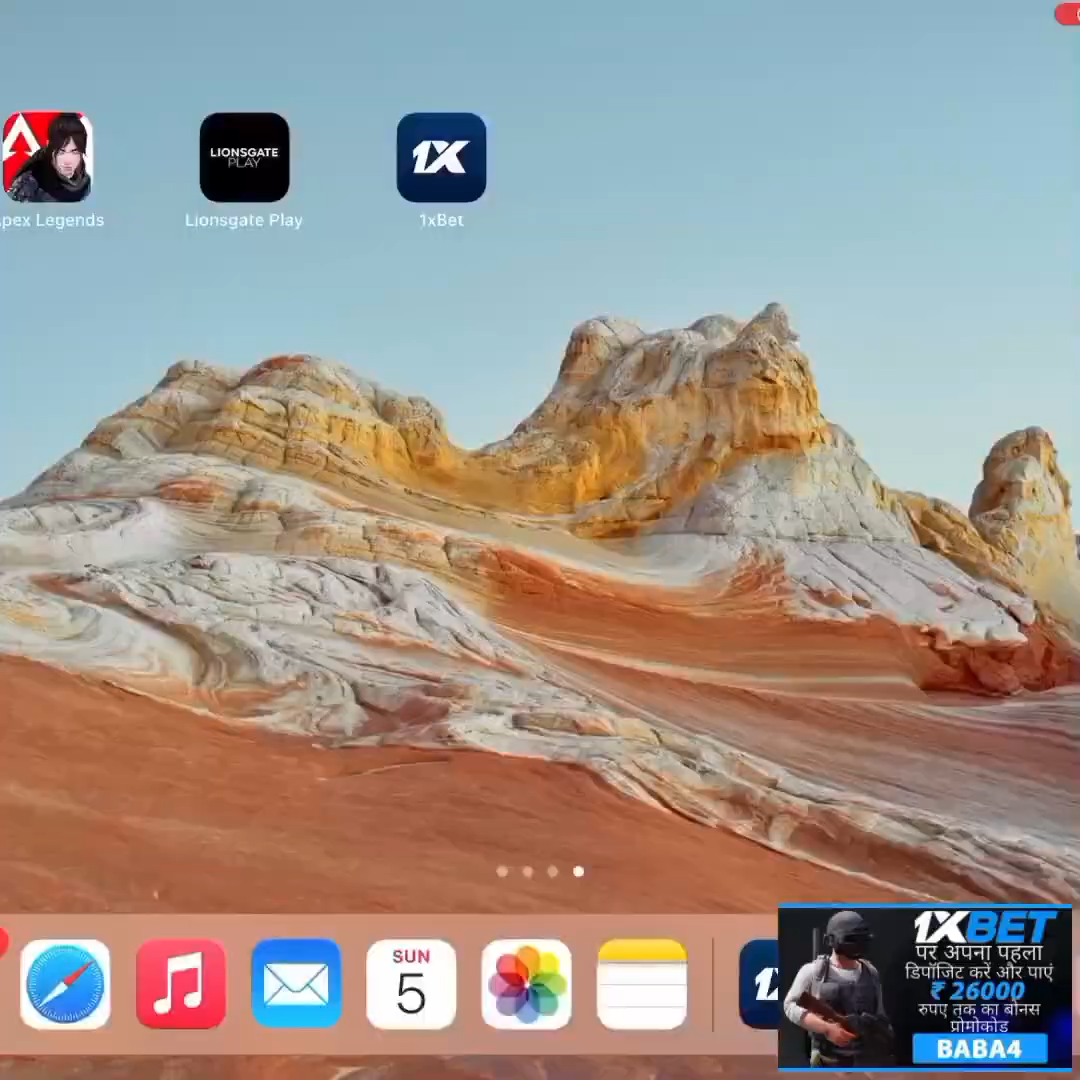 LIONSGATE
PLAY
1X
pex Legends
Lionsgate Play
1xBet
SUN
5
1XBET
पर अपना पहला
डिपॉजिट करें और पाएं
₹ 26000
रुपए तक का बोनस
प्रोमोकोड
BABA4